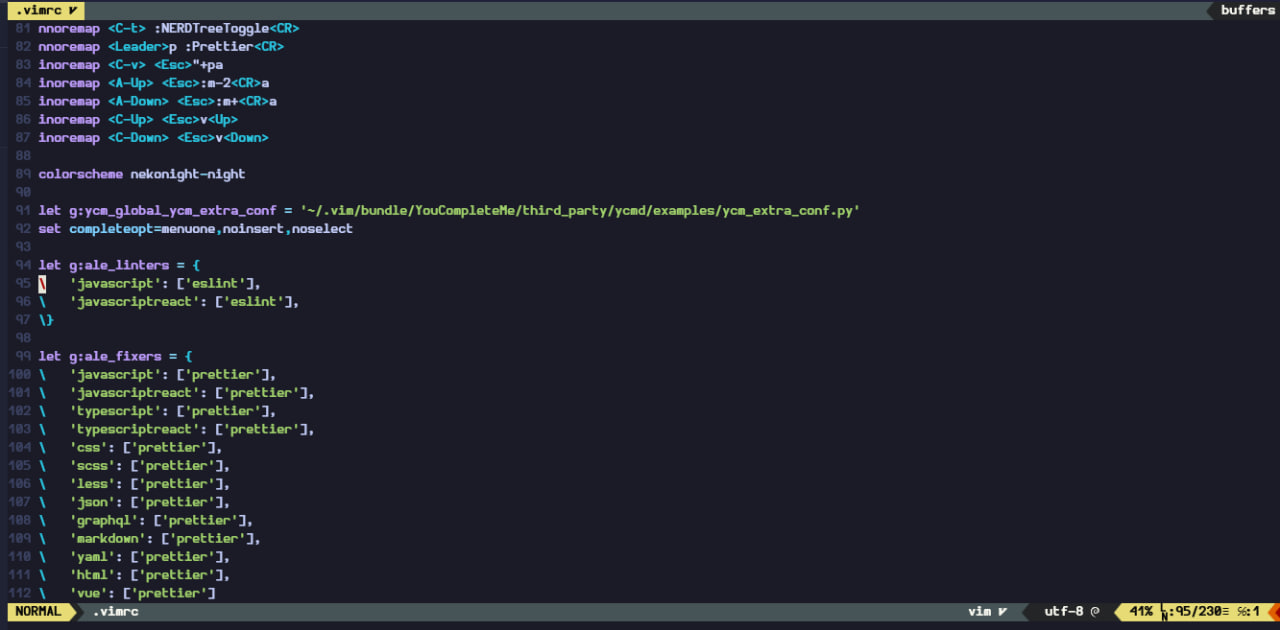 .vimrc buffers
81 nnoremap <C-t> :NERDTreeToggle<CR>
82 nnoremap <Leader>p :Prettier<CR>
83 inoremap <C-v> <Esc>"+pa
84 inoremap <A-Up> <Esc>:m-2<CR>a
85 inoremap <A-Down> <Esc>:m+<CR>a
86 inoremap <C-Up> <Esc>v<Up>
87 inoremap <C-Down> <Esc>v<Down>
88
89 colorscheme nekonight-night
90
91 let g:ycm_global_ycm_extra_conf = '~/.vim/bundle/YouCompleteMe/third_party/ycmd/examples/ycm_extra_conf.py'
92 set completeopt=menuone,noinsert,noselect
93
94 let g:ale_linters = {
95 \   'javascript': ['eslint'],
96 \   'javascriptreact': ['eslint'],
97 \}
98
99 let g:ale_fixers = {
100 \   'javascript': ['prettier'],
101 \   'javascriptreact': ['prettier'],
102 \   'typescript': ['prettier'],
103 \   'typescriptreact': ['prettier'],
104 \   'css': ['prettier'],
105 \   'scss': ['prettier'],
106 \   'less': ['prettier'],
107 \   'json': ['prettier'],
108 \   'graphql': ['prettier'],
109 \   'markdown': ['prettier'],
110 \   'yaml': ['prettier'],
111 \   'html': ['prettier'],
112 \   'vue': ['prettier']
NORMAL .vimrc vim utf-8 41% :95/230≡ ℅:1